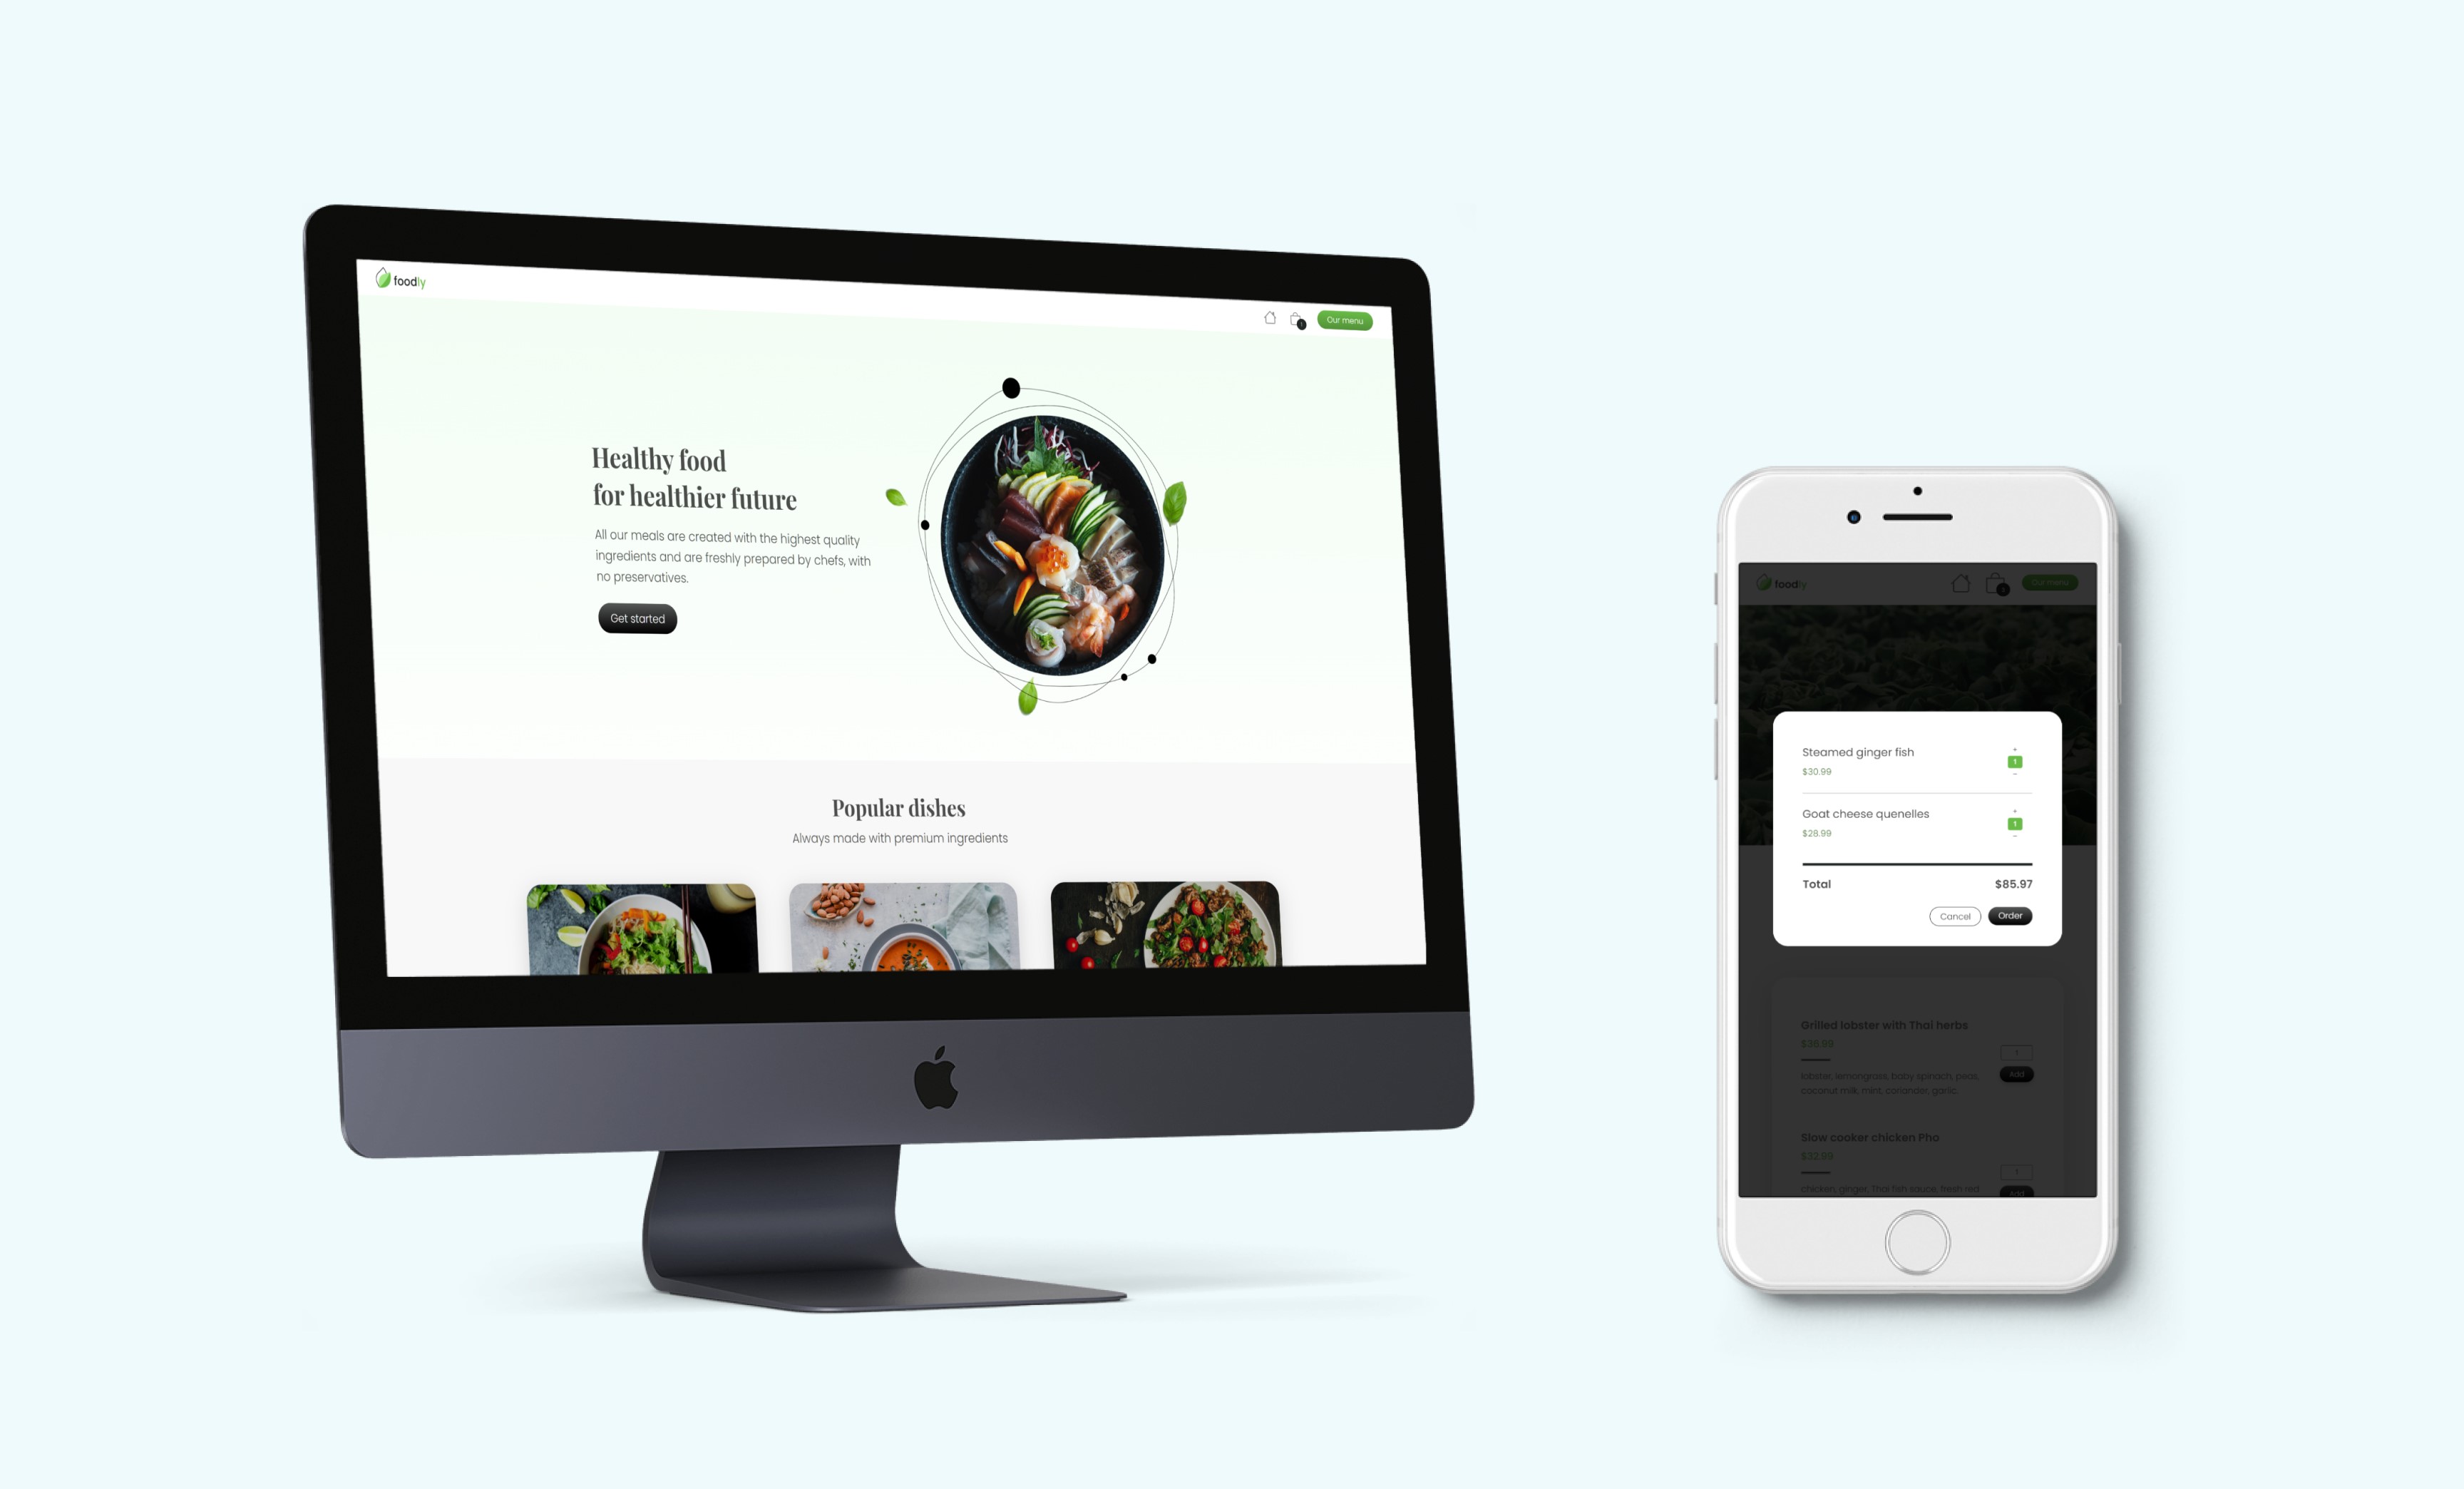 foodly
Our menu
Healthy food
for healthier future
All our meals are created with the highest quality
ingredients and are freshly prepared by chefs, with
no preservatives.
Get started
Popular dishes
Always made with premium ingredients
foodly
Our menu
Steamed ginger fish
$30.99
+
1
-
Goat cheese quenelles
$28.99
+
1
-
Total
$85.97
Cancel
Order
Grilled lobster with Thai herbs
$35.99
1
Add
lobster, lemongrass, baby spinach, peas,
coconut milk, mint, coriander, garlic,
Slow cooker chicken Pho
$32.99
1
Add
chicken, ginger, Thai fish sauce, fresh red